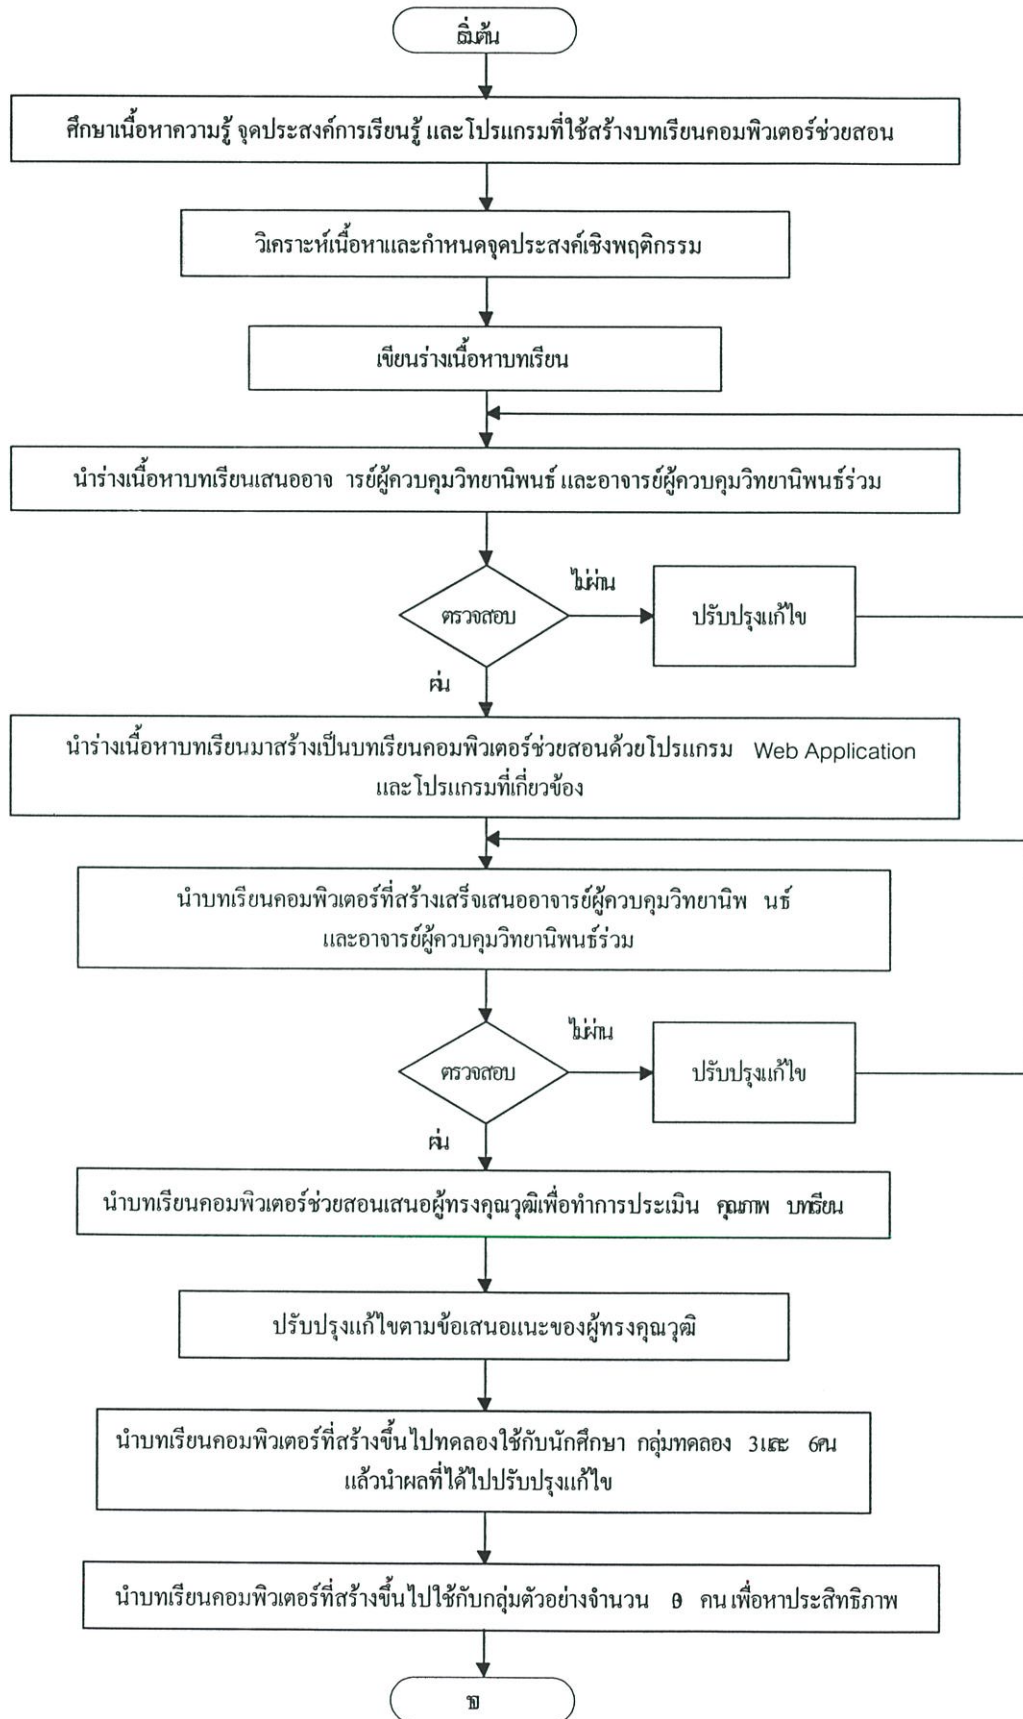 เริ่มต้น
ศึกษาเนื้อหาความรู้ จุดประสงค์การเรียนรู้ และโปรแกรมที่ใช้สร้างบทเรียนคอมพิวเตอร์ช่วยสอน
วิเคราะห์เนื้อหาและกำหนดจุดประสงค์เชิงพฤติกรรม
เขียนร่างเนื้อหาบทเรียน
นำร่างเนื้อหาบทเรียนเสนออาจ ารย์ผู้ควบคุมวิทยานิพนธ์ และอาจารย์ผู้ควบคุมวิทยานิพนธ์ร่วม
ไม่ผ่าน
ตรวจสอบ
ปรับปรุงแก้ไข
ผ่าน
นำร่างเนื้อหาบทเรียนมาสร้างเป็นบทเรียนคอมพิวเตอร์ช่วยสอนด้วยโปรแกรม Web Application
และโปรแกรมที่เกี่ยวข้อง
นำบทเรียนคอมพิวเตอร์ที่สร้างเสร็จเสนออาจารย์ผู้ควบคุมวิทยานิพ นธ์
และอาจารย์ผู้ควบคุมวิทยานิพนธ์ร่วม
ไม่ผ่าน
ตรวจสอบ
ปรับปรุงแก้ไข
ผ่าน
นำบทเรียนคอมพิวเตอร์ช่วยสอนเสนอผู้ทรงคุณวุฒิเพื่อทำการประเมิน คุณภาพ บทเรียน
ปรับปรุงแก้ไขตามข้อเสนอแนะของผู้ทรงคุณวุฒิ
นำบทเรียนคอมพิวเตอร์ที่สร้างขึ้นไปทดลองใช้กับนักศึกษา กลุ่มทดลอง 3และ 6คน
แล้วนำผลที่ได้ไปปรับปรุงแก้ไข
นำบทเรียนคอมพิวเตอร์ที่สร้างขึ้นไปใช้กับกลุ่มตัวอย่างจำนวน คน เพื่อหาประสิทธิภาพ